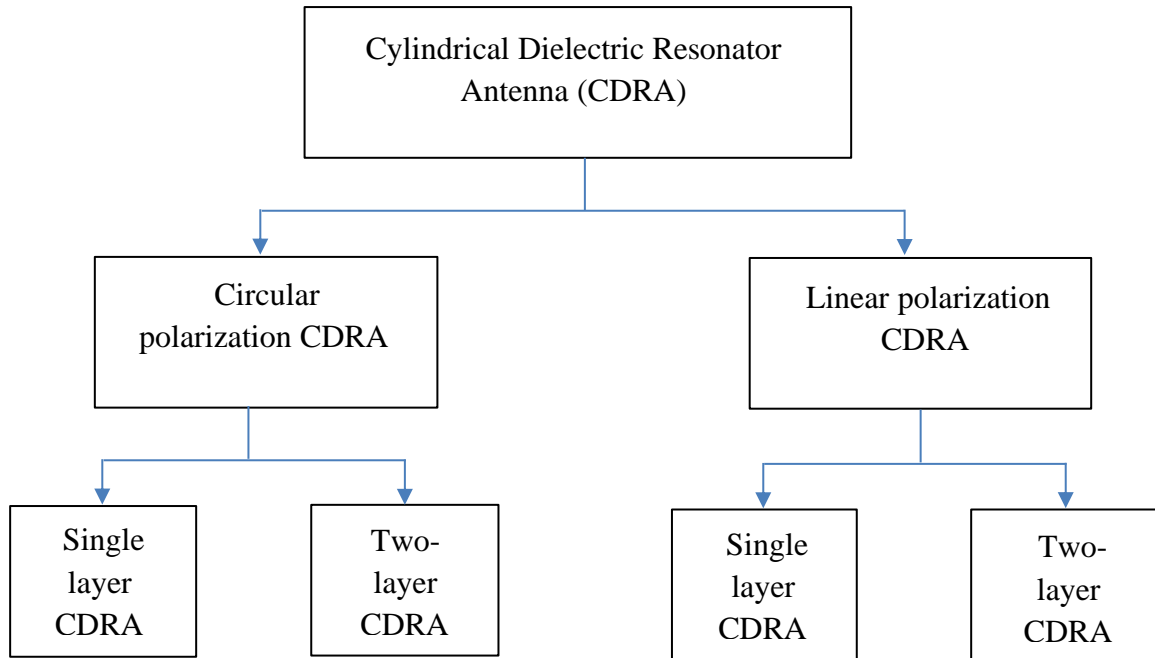 Cylindrical Dielectric Resonator
Antenna (CDRA)
Circular
polarization CDRA
Linear polarization
CDRA
Single
layer
CDRA
Two-
layer
CDRA
Single
layer
CDRA
Two-
layer
CDRA